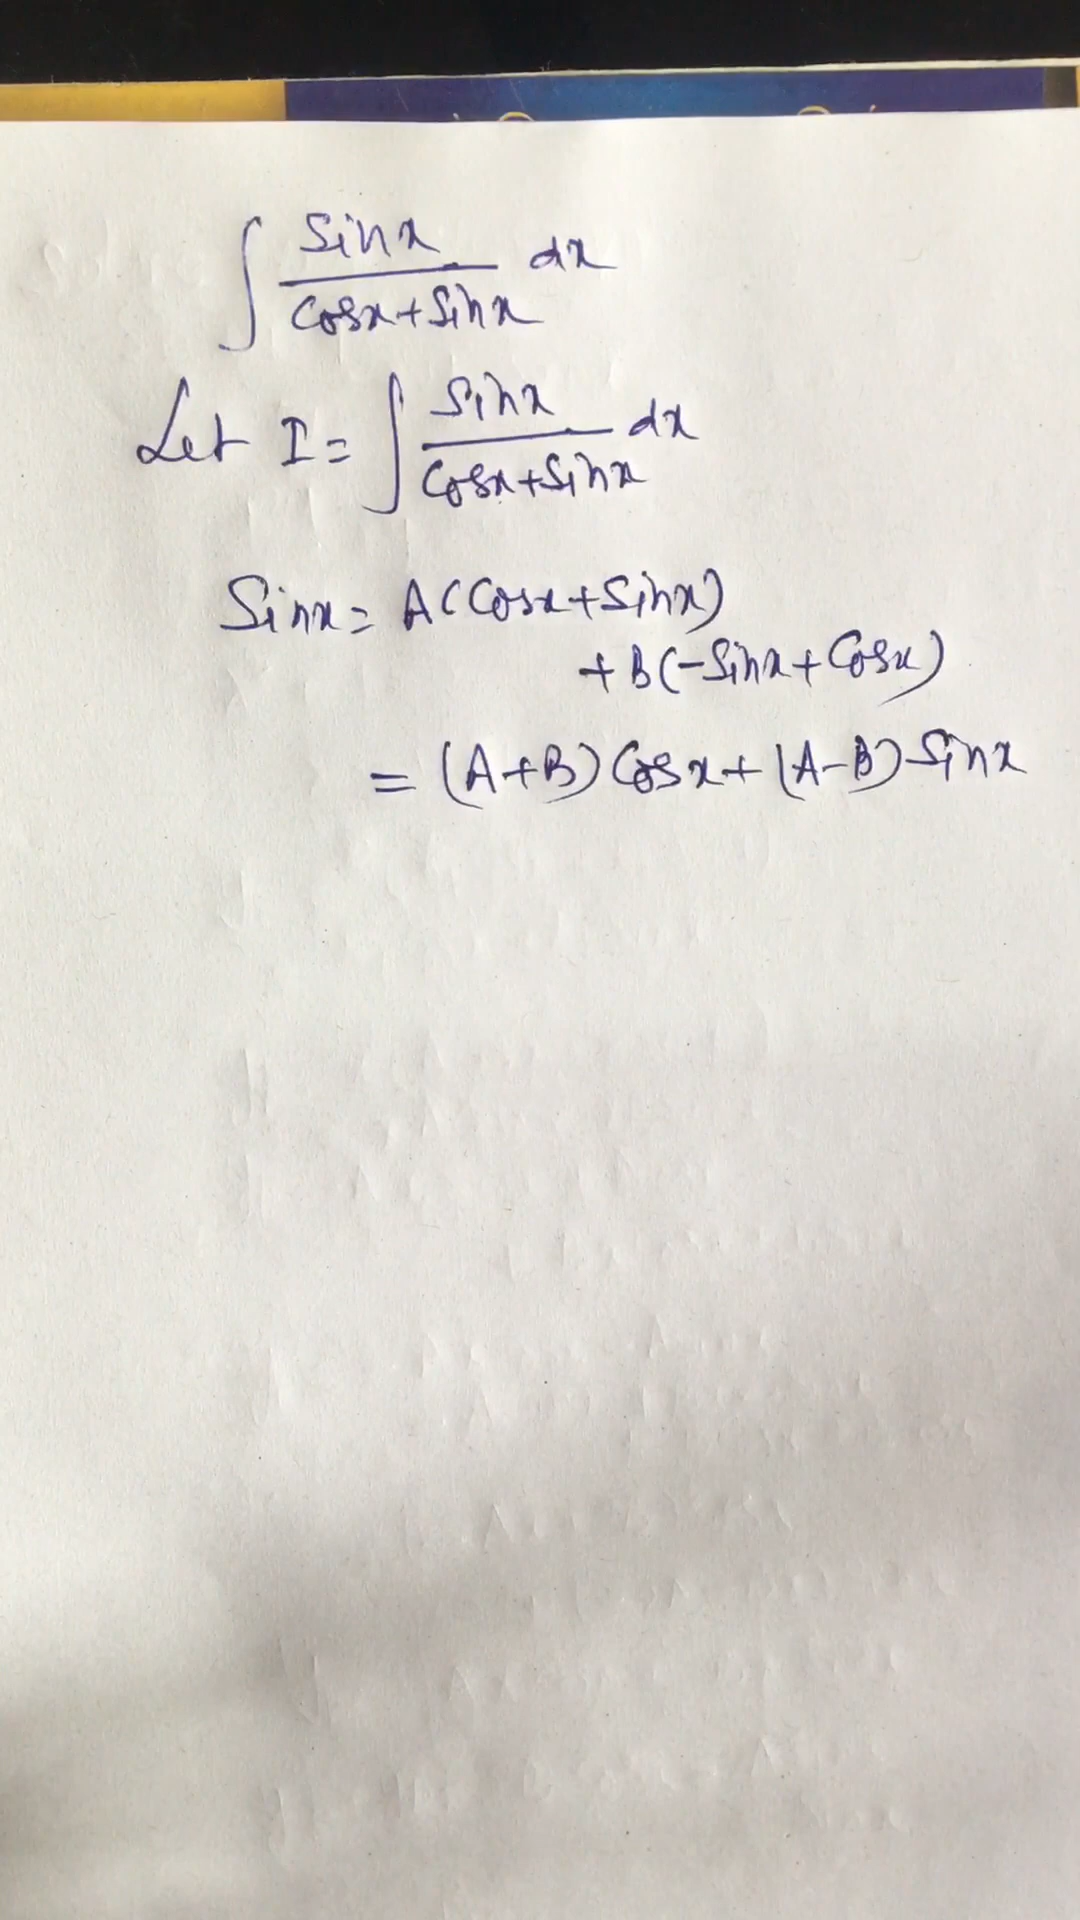 ∫ Sinx / (Cosx+Sinx) dx
Let I = ∫ Sinx / (Cosx+Sinx) dx
Sinx = A(Cosx+Sinx)
+ B(-Sinx+Cosx)
= (A+B) Cosx + (A-B) Sinx